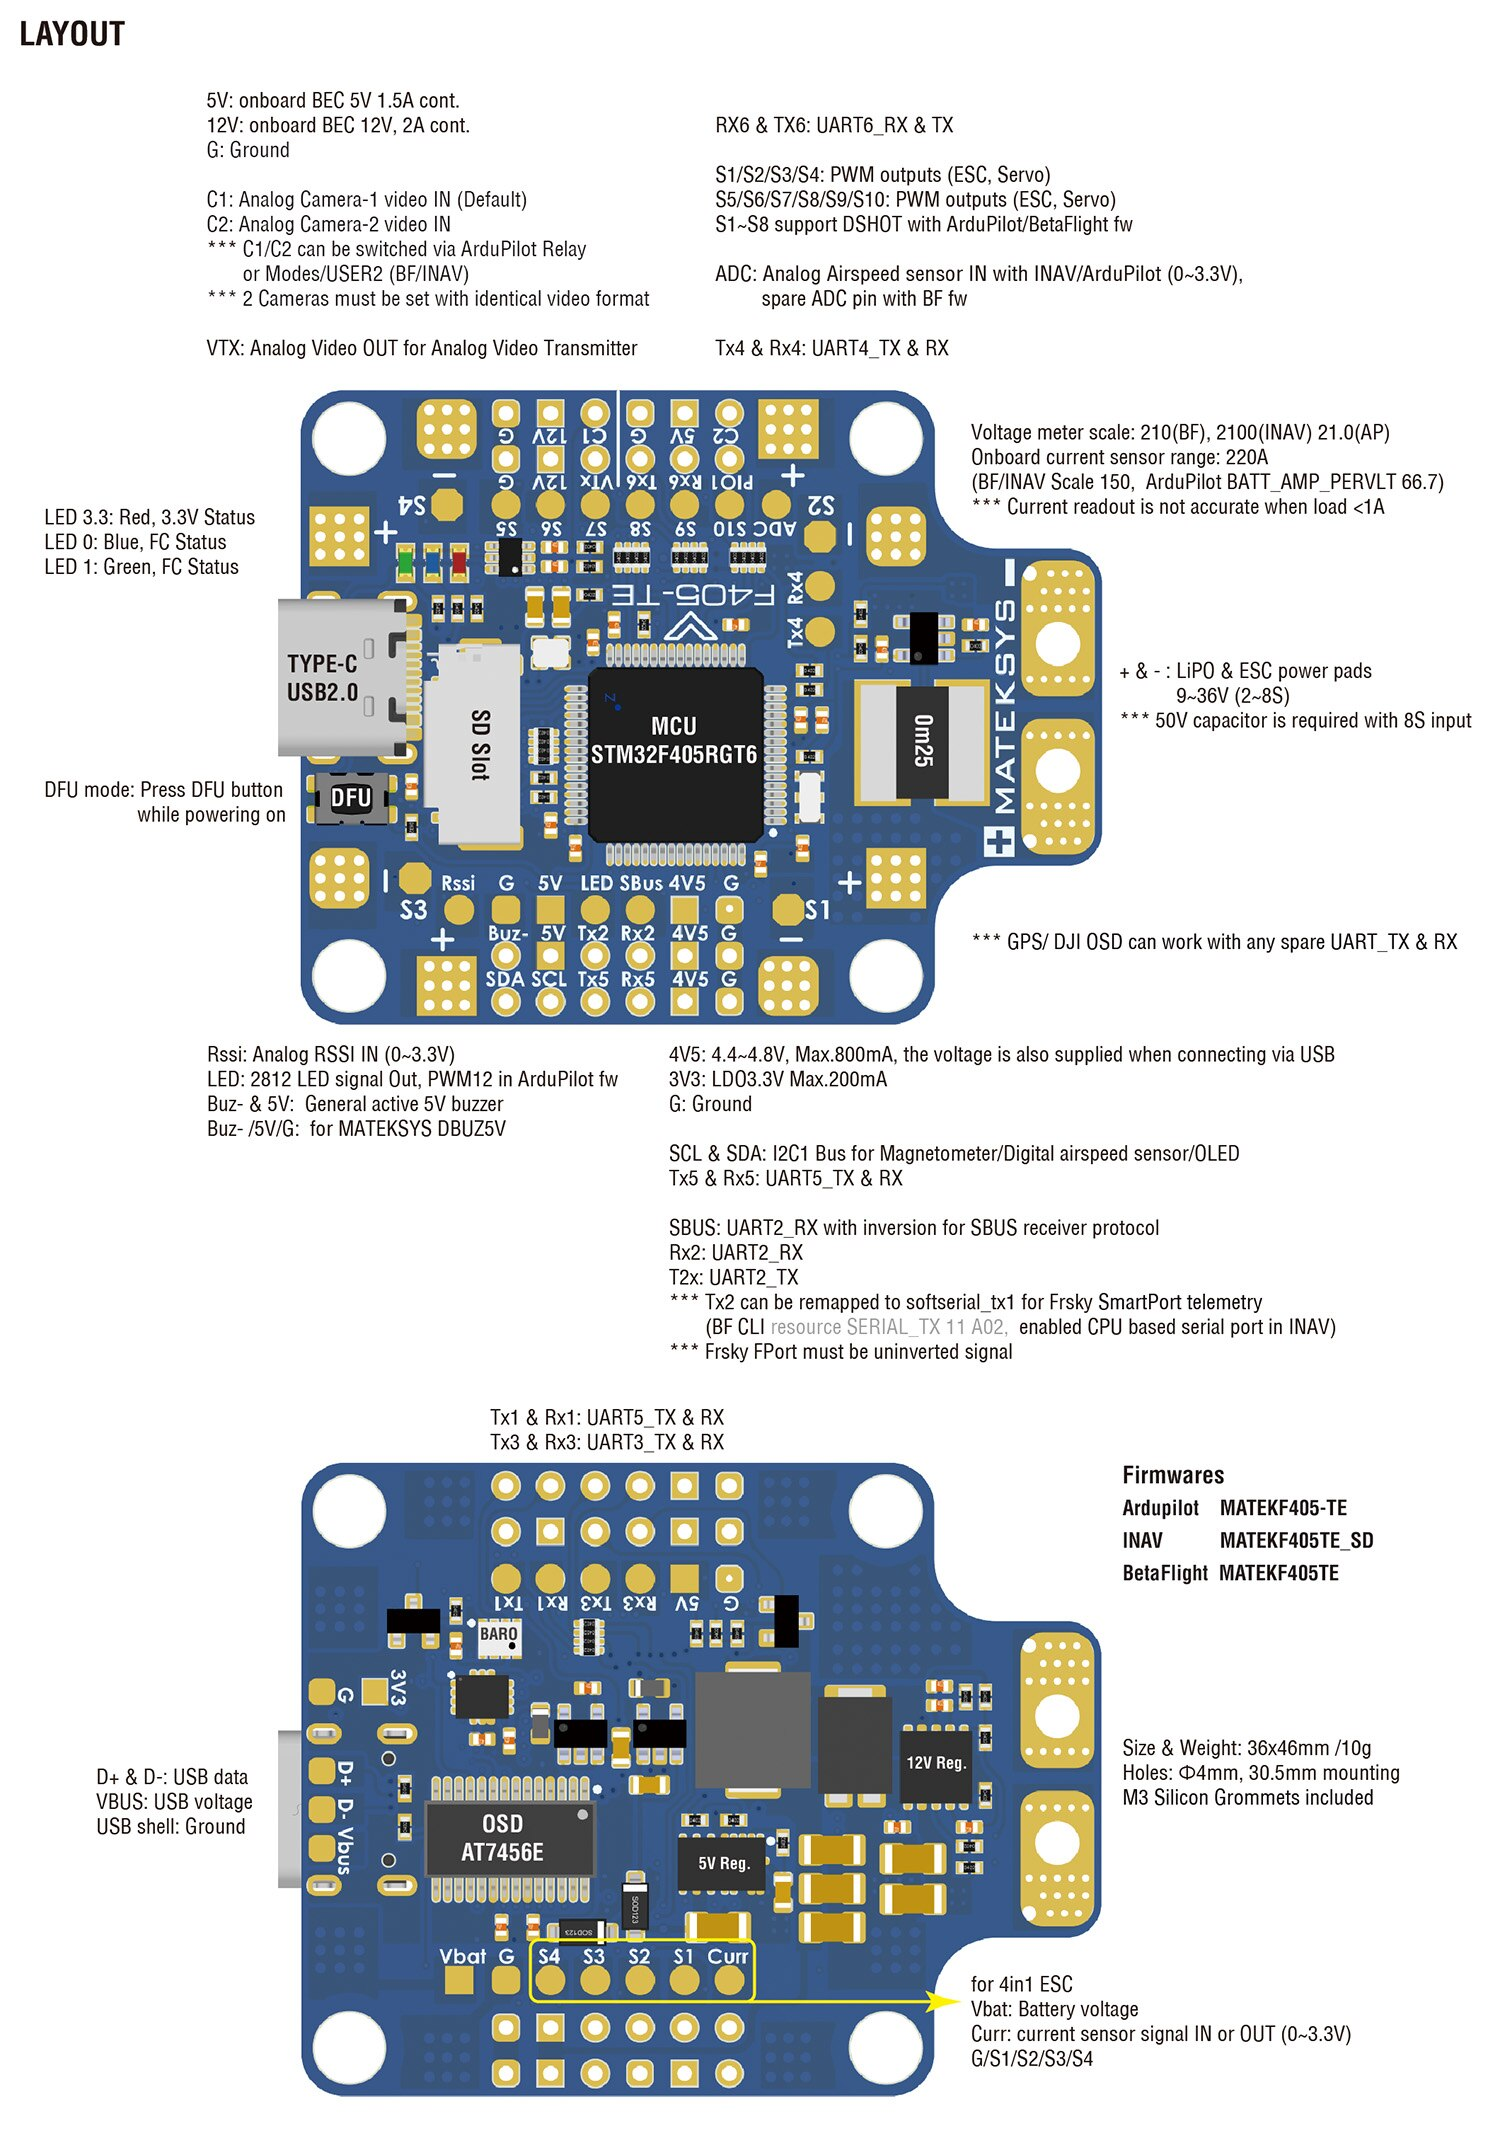 LAYOUT
5V: onboard BEC 5V 1.5A cont.
12V: onboard BEC 12V, 2A cont.
G: Ground
C1: Analog Camera-1 video IN (Default)
C2: Analog Camera-2 video IN
*** C1/C2 can be switched via ArduPilot Relay
or Modes/USER2 (BF/INAV)
*** 2 Cameras must be set with identical video format
VTX: Analog Video OUT for Analog Video Transmitter
RX6 & TX6: UART6_RX & TX
S1/S2/S3/S4: PWM outputs (ESC, Servo)
S5/S6/S7/S8/S9/S10: PWM outputs (ESC, Servo)
S1~S8 support DSHOT with ArduPilot/BetaFlight fw
ADC: Analog Airspeed sensor IN with INAV/ArduPilot (0~3.3V),
spare ADC pin with BF fw
Tx4 & Rx4: UART4_TX & RX
G 12V C1 G 5V C2
G 12V VTx Tx6 Rx6 PIO1
S4 S5 S6 S7 S8 S9 S10 ADC S2
F405-TE
Rx4
Tx4
Voltage meter scale: 210(BF), 2100(INAV) 21.0(AP)
Onboard current sensor range: 220A
(BF/INAV Scale 150, ArduPilot BATT_AMP_PERVLT 66.7)
*** Current readout is not accurate when load <1A
LED 3.3: Red, 3.3V Status
LED 0: Blue, FC Status
LED 1: Green, FC Status
TYPE-C
USB2.0
SD Slot
MCU
STM32F405RGT6
0m25
MATEKSYS
+ & - : LiPO & ESC power pads
9~36V (2~8S)
*** 50V capacitor is required with 8S input
DFU mode: Press DFU button
while powering on
DFU
S3 Rssi G 5V LED SBus 4V5 G S1
Buz- 5V Tx2 Rx2 4V5 G
SDA SCL Tx5 Rx5 4V5 G
*** GPS/ DJI OSD can work with any spare UART_TX & RX
Rssi: Analog RSSI IN (0~3.3V)
LED: 2812 LED signal Out, PWM12 in ArduPilot fw
Buz- & 5V: General active 5V buzzer
Buz- /5V/G: for MATEKSYS DBUZ5V
4V5: 4.4~4.8V, Max.800mA, the voltage is also supplied when connecting via USB
3V3: LDO3.3V Max.200mA
G: Ground
SCL & SDA: I2C1 Bus for Magnetometer/Digital airspeed sensor/OLED
Tx5 & Rx5: UART5_TX & RX
SBUS: UART2_RX with inversion for SBUS receiver protocol
Rx2: UART2_RX
T2x: UART2_TX
*** Tx2 can be remapped to softserial_tx1 for Frsky SmartPort telemetry
(BF CLI resource SERIAL_TX 11 A02, enabled CPU based serial port in INAV)
*** Frsky FPort must be uninverted signal
Tx1 & Rx1: UART5_TX & RX
Tx3 & Rx3: UART3_TX & RX
Firmwares
Ardupilot MATEKF405-TE
INAV MATEKF405TE_SD
BetaFlight MATEKF405TE
Tx1 Rx1 Tx3 Rx3 5V G
BARO
G 3V3
D+ D- Vbus
12V Reg.
OSD
AT7456E
5V Reg.
SOD123
SOD123
D+ & D-: USB data
VBUS: USB voltage
USB shell: Ground
Size & Weight: 36x46mm /10g
Holes: Φ4mm, 30.5mm mounting
M3 Silicon Grommets included
Vbat G S4 S3 S2 S1 Curr
for 4in1 ESC
Vbat: Battery voltage
Curr: current sensor signal IN or OUT (0~3.3V)
G/S1/S2/S3/S4